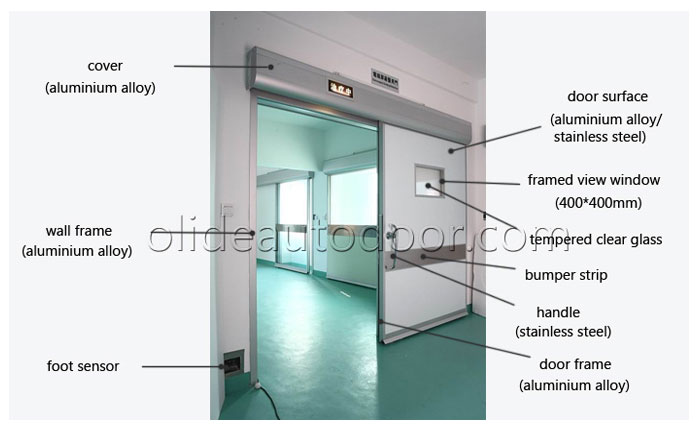 cover
(aluminium alloy)
wall frame
(aluminium alloy)
foot sensor
door surface
(aluminium alloy/
stainless steel)
framed view window
(400*400mm)
tempered clear glass
bumper strip
handle
(stainless steel)
door frame
(aluminium alloy)
olideautodoor.com